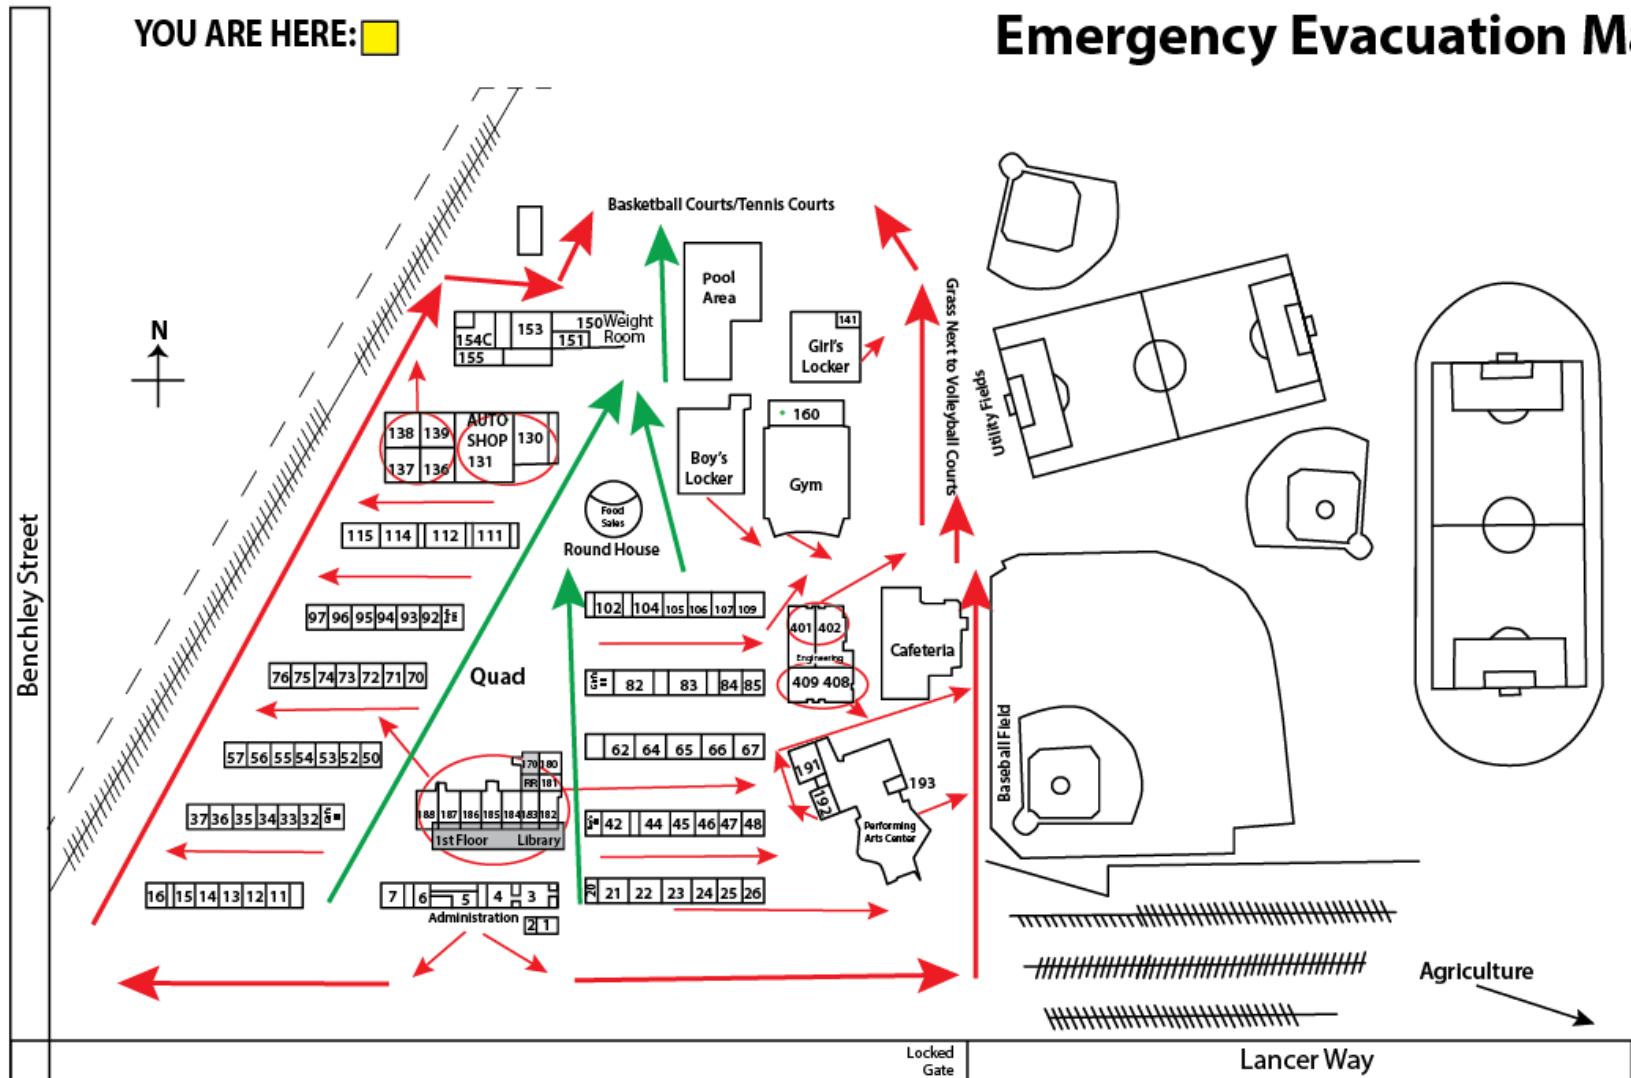 YOU ARE HERE:
Emergency Evacuation Ma
Basketball Courts/Tennis Courts
Pool
Area
N
154C
153
150
Weight
Room
151
155
141
Girl's
Locker
Grass Next to Volleyball Courts
Utility Fields
138
139
137
136
AUTO
SHOP
131
130
160
Boy's
Locker
Gym
Food
Sales
Round House
115 114 112 111
97 96 95 94 93 92
102 104 105 106 107 109
401 402
Engineering
409 408
Cafeteria
76 75 74 73 72 71 70
Quad
82 83 84 85
57 56 55 54 53 52 50
62 64 65 66 67
170 180
RR 181
188 187 186 185 184 183 182
1st Floor Library
191
192
193
Performing
Arts Center
Baseball Field
37 36 35 34 33 32
42 44 45 46 47 48
16 15 14 13 12 11
7 6 5 4 3
Administration
2 1
20 21 22 23 24 25 26
Benchley Street
Agriculture
Locked
Gate
Lancer Way